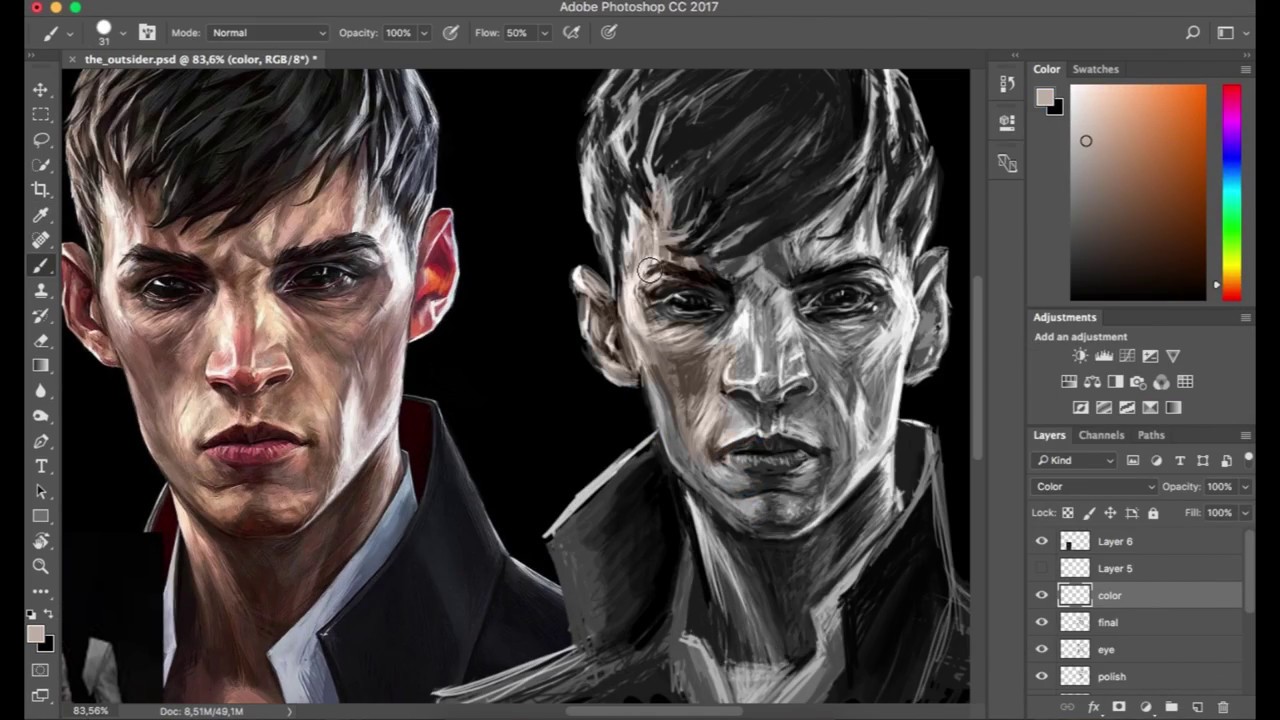 Adobe Photoshop CC 2017
31
Mode: Normal
Opacity: 100%
Flow: 50%
the_outsider.psd @ 83,6% (color, RGB/8*) *
Color Swatches
Adjustments
Add an adjustment
Layers Channels Paths
Kind
Color
Opacity: 100%
Lock:
Fill: 100%
Layer 6
Layer 5
color
final
eye
polish
83,56%
Doc: 8,51M/49,1M